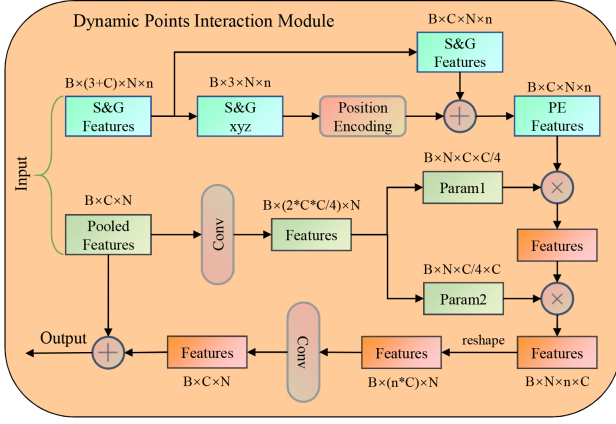 Dynamic Points Interaction Module
B×C×N×n
S&G
Features
B×(3+C)×N×n
S&G
Features
B×3×N×n
S&G
xyz
Position
Encoding
B×C×N×n
PE
Features
Input
B×C×N
Pooled
Features
Conv
B×(2*C*C/4)×N
Features
B×N×C×C/4
Param1
Features
B×N×C/4×C
Param2
Output
Features
B×C×N
Conv
Features
B×(n*C)×N
reshape
Features
B×N×n×C